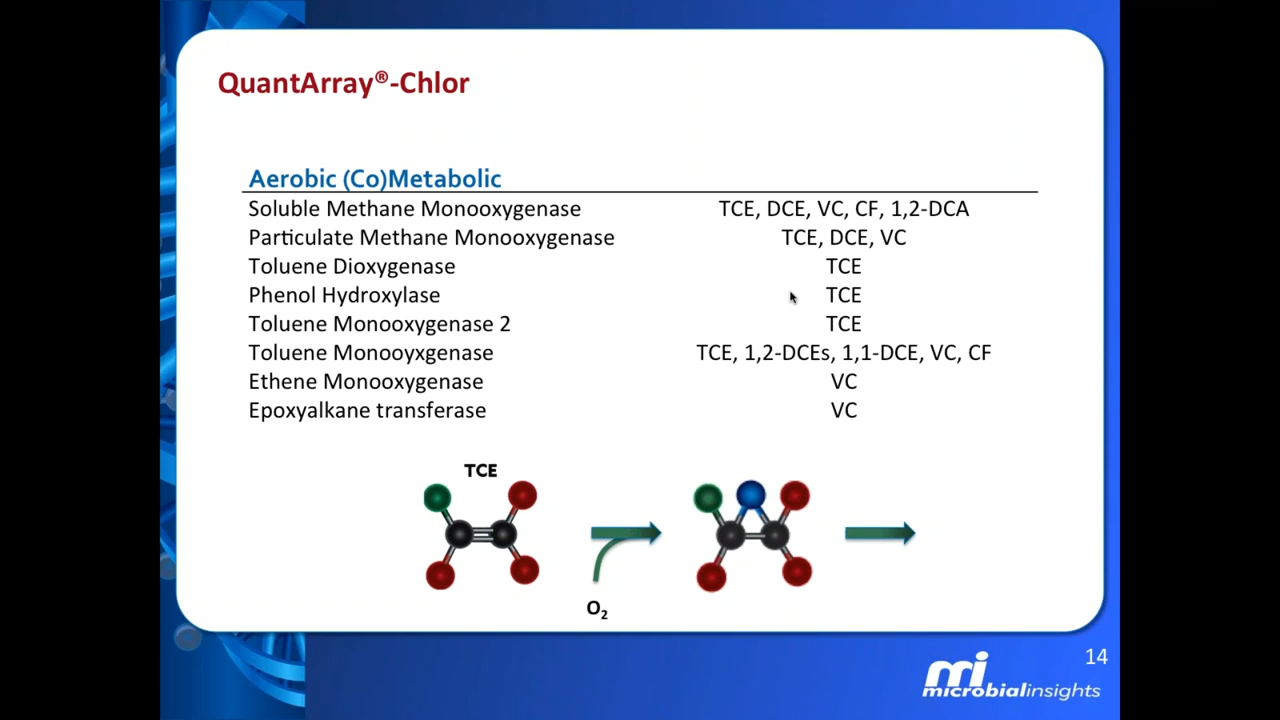 QuantArray®-Chlor
Aerobic (Co)Metabolic
Soluble Methane Monooxygenase TCE, DCE, VC, CF, 1,2-DCA
Particulate Methane Monooxygenase TCE, DCE, VC
Toluene Dioxygenase TCE
Phenol Hydroxylase TCE
Toluene Monooxygenase 2 TCE
Toluene Monooyxgenase TCE, 1,2-DCEs, 1,1-DCE, VC, CF
Ethene Monooxygenase VC
Epoxyalkane transferase VC
TCE
O₂
14
mi
microbialinsights